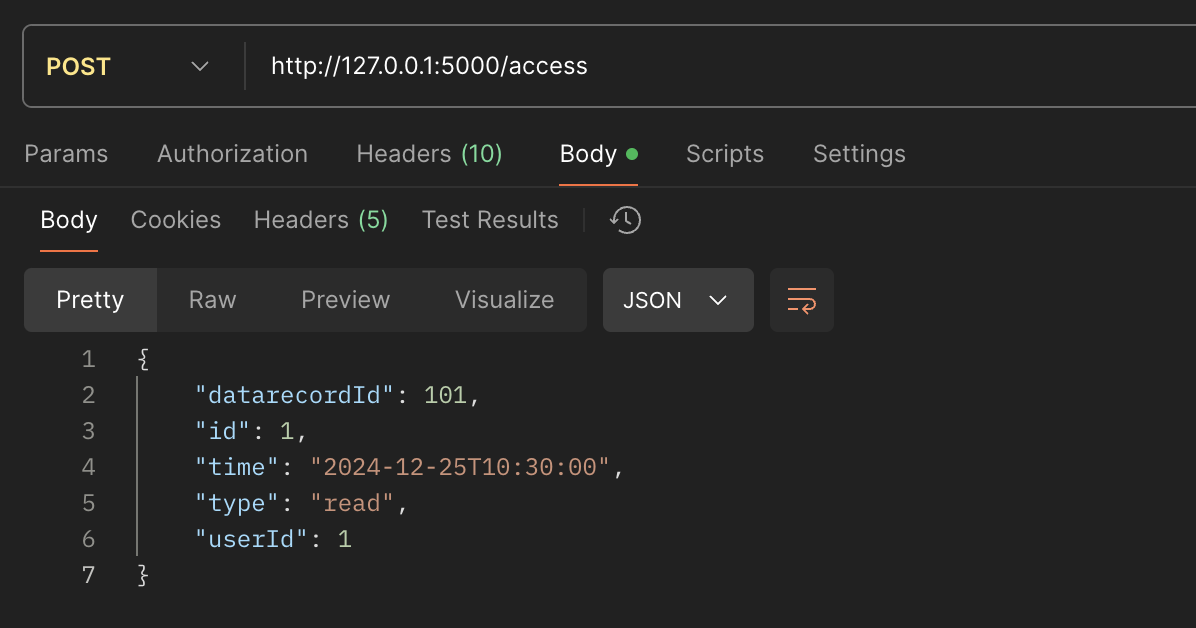 POST http://127.0.0.1:5000/access
Params Authorization Headers (10) Body Scripts Settings
Body Cookies Headers (5) Test Results
Pretty Raw Preview Visualize JSON
1 {
2 "datarecordId": 101,
3 "id": 1,
4 "time": "2024-12-25T10:30:00",
5 "type": "read",
6 "userId": 1
7 }